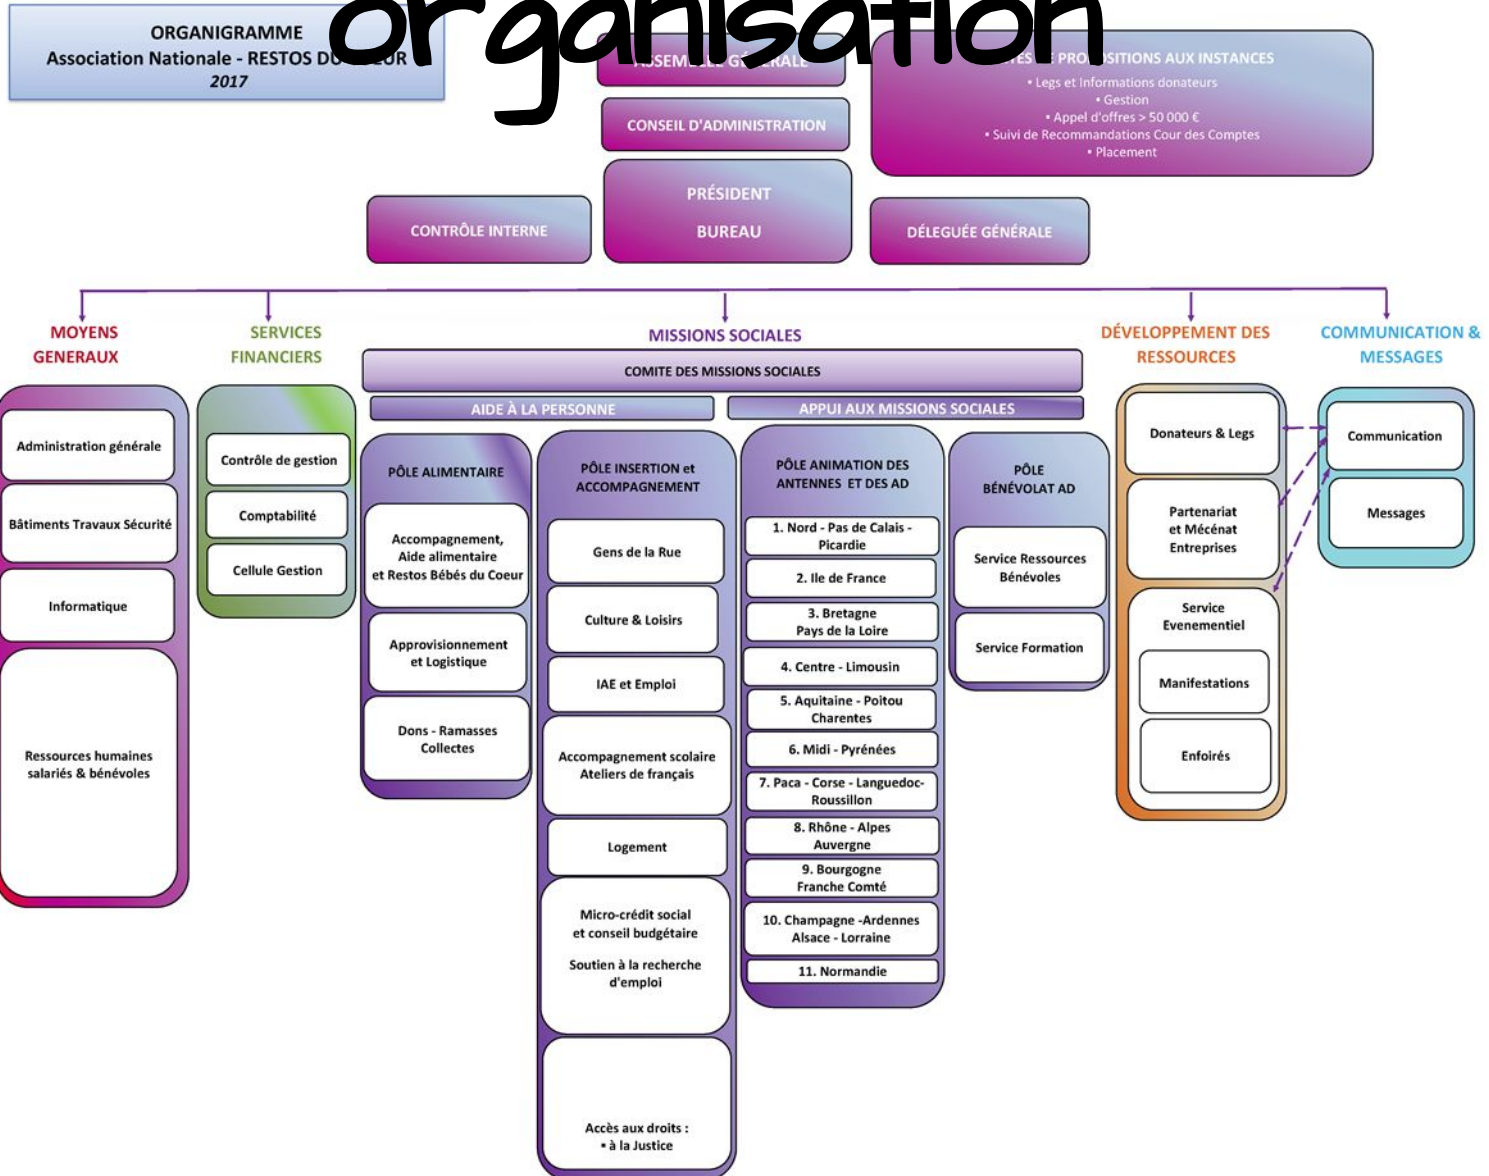 organisation
ORGANIGRAMME
Association Nationale - RESTOS DU
2017
CONSEIL D'ADMINISTRATION
PROPOSITIONS AUX INSTANCES
▪ Legs et Informations donateurs
▪ Gestion
▪ Appel d'offres > 50 000 €
▪ Suivi de Recommandations Cour des Comptes
▪ Placement
PRÉSIDENT
BUREAU
CONTRÔLE INTERNE
DÉLEGUÉE GÉNÉRALE
MOYENS
GENERAUX
Administration générale
Bâtiments Travaux Sécurité
Informatique
Ressources humaines
salariés & bénévoles
SERVICES
FINANCIERS
Contrôle de gestion
Comptabilité
Cellule Gestion
MISSIONS SOCIALES
COMITE DES MISSIONS SOCIALES
AIDE À LA PERSONNE
APPUI AUX MISSIONS SOCIALES
PÔLE ALIMENTAIRE
Accompagnement,
Aide alimentaire
et Restos Bébés du Coeur
Approvisionnement
et Logistique
Dons - Ramasses
Collectes
PÔLE INSERTION et
ACCOMPAGNEMENT
Gens de la Rue
Culture & Loisirs
IAE et Emploi
Accompagnement scolaire
Ateliers de français
Logement
Micro-crédit social
et conseil budgétaire
Soutien à la recherche
d'emploi
Accès aux droits :
▪ à la Justice
PÔLE ANIMATION DES
ANTENNES ET DES AD
1. Nord - Pas de Calais -
Picardie
2. Ile de France
3. Bretagne
Pays de la Loire
4. Centre - Limousin
5. Aquitaine - Poitou
Charentes
6. Midi - Pyrénées
7. Paca - Corse - Languedoc-
Roussillon
8. Rhône - Alpes
Auvergne
9. Bourgogne
Franche Comté
10. Champagne -Ardennes
Alsace - Lorraine
11. Normandie
PÔLE
BÉNÉVOLAT AD
Service Ressources
Bénévoles
Service Formation
DÉVELOPPEMENT DES
RESSOURCES
Donateurs & Legs
Partenariat
et Mécénat
Entreprises
Service
Evenementiel
Manifestations
Enfoirés
COMMUNICATION &
MESSAGES
Communication
Messages